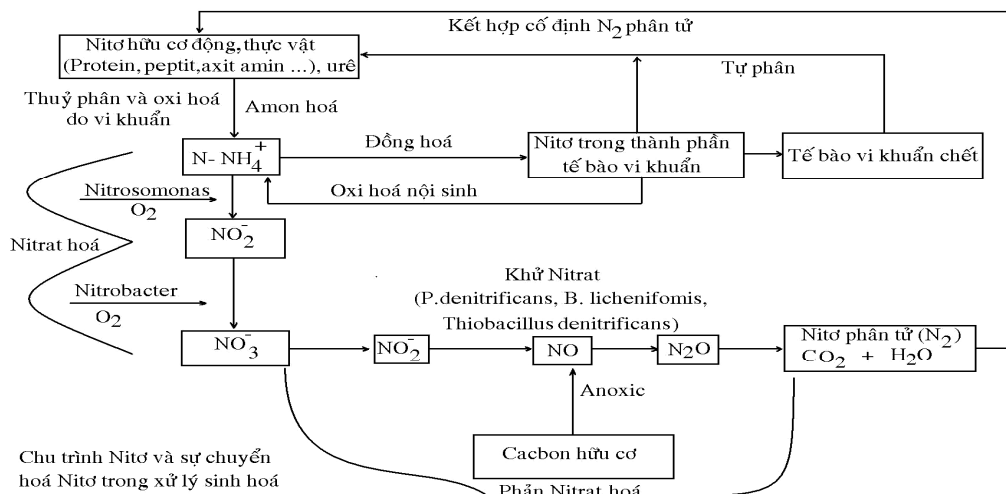 Kết hợp cố định N2 phân tử
Nitơ hữu cơ động, thực vật
(Protein, peptit, axit amin ...), urê
Tự phân
Thuỷ phân và oxi hoá
do vi khuẩn
Amon hoá
N- NH4+
Đồng hoá
Nitơ trong thành phần
tế bào vi khuẩn
Tế bào vi khuẩn chết
Oxi hoá nội sinh
Nitrosomonas
O2
Nitrat hoá
NO2-
Nitrobacter
O2
Khử Nitrat
(P.denitrificans, B. lichenifomis,
Thiobacillus denitrificans)
NO3-
NO2-
NO
N2O
Nitơ phân tử (N2)
CO2 + H2O
Anoxic
Cacbon hữu cơ
Phản Nitrat hoá
Chu trình Nitơ và sự chuyển
hoá Nitơ trong xử lý sinh hoá